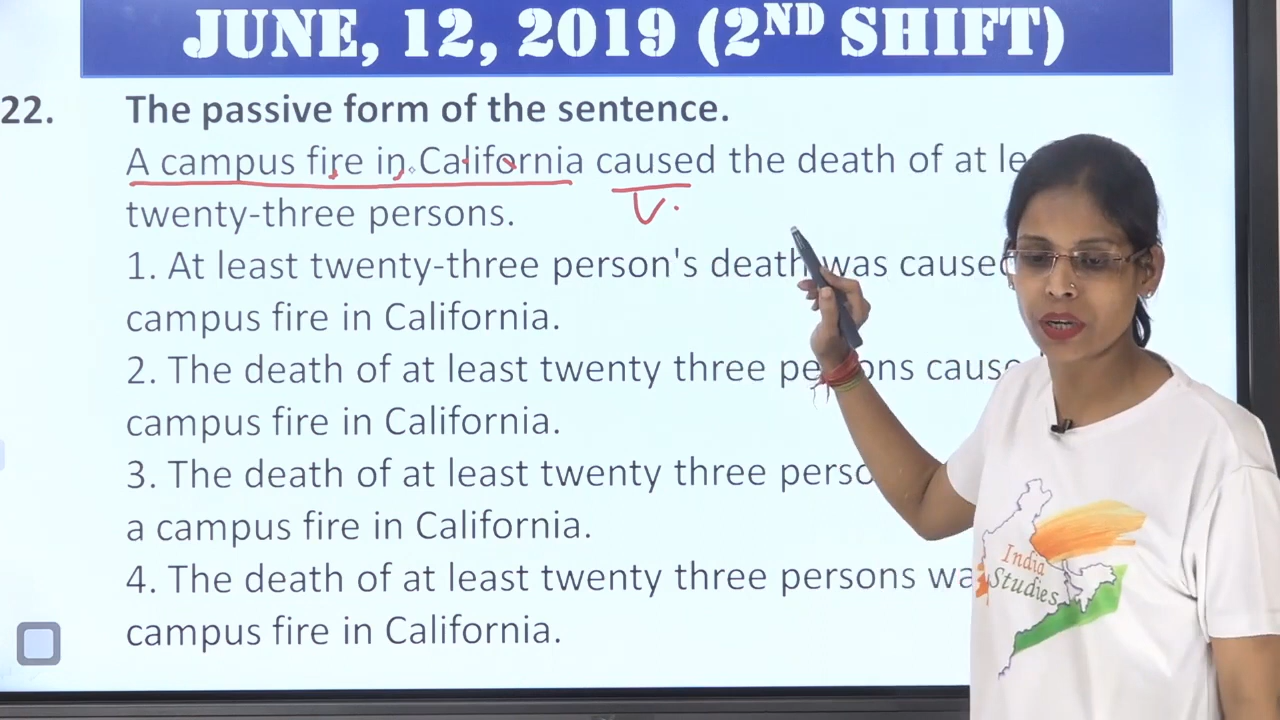 JUNE, 12, 2019 (2ND SHIFT)
22. The passive form of the sentence.
A campus fire in California caused the death of at
twenty-three persons.
V.
1. At least twenty-three person's death was caused
campus fire in California.
2. The death of at least twenty three persons
campus fire in California.
3. The death of at least twenty three
a campus fire in California.
4. The death of at least twenty three persons
campus fire in California.
India
Studies